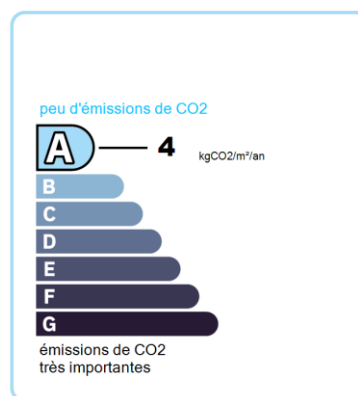 peu d'émissions de CO2
A 4 kgCO2/m²/an
B
C
D
E
F
G
émissions de CO2
très importantes